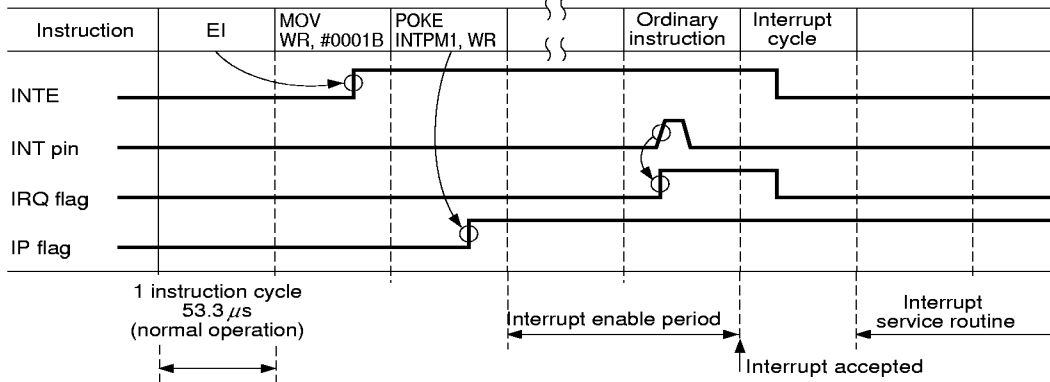 Instruction
EI
MOV
WR, #0001B
POKE
INTPM1, WR
Ordinary
instruction
Interrupt
cycle
INTE
INT pin
IRQ flag
IP flag
1 instruction cycle
53.3 μs
(normal operation)
Interrupt enable period
Interrupt accepted
Interrupt
service routine